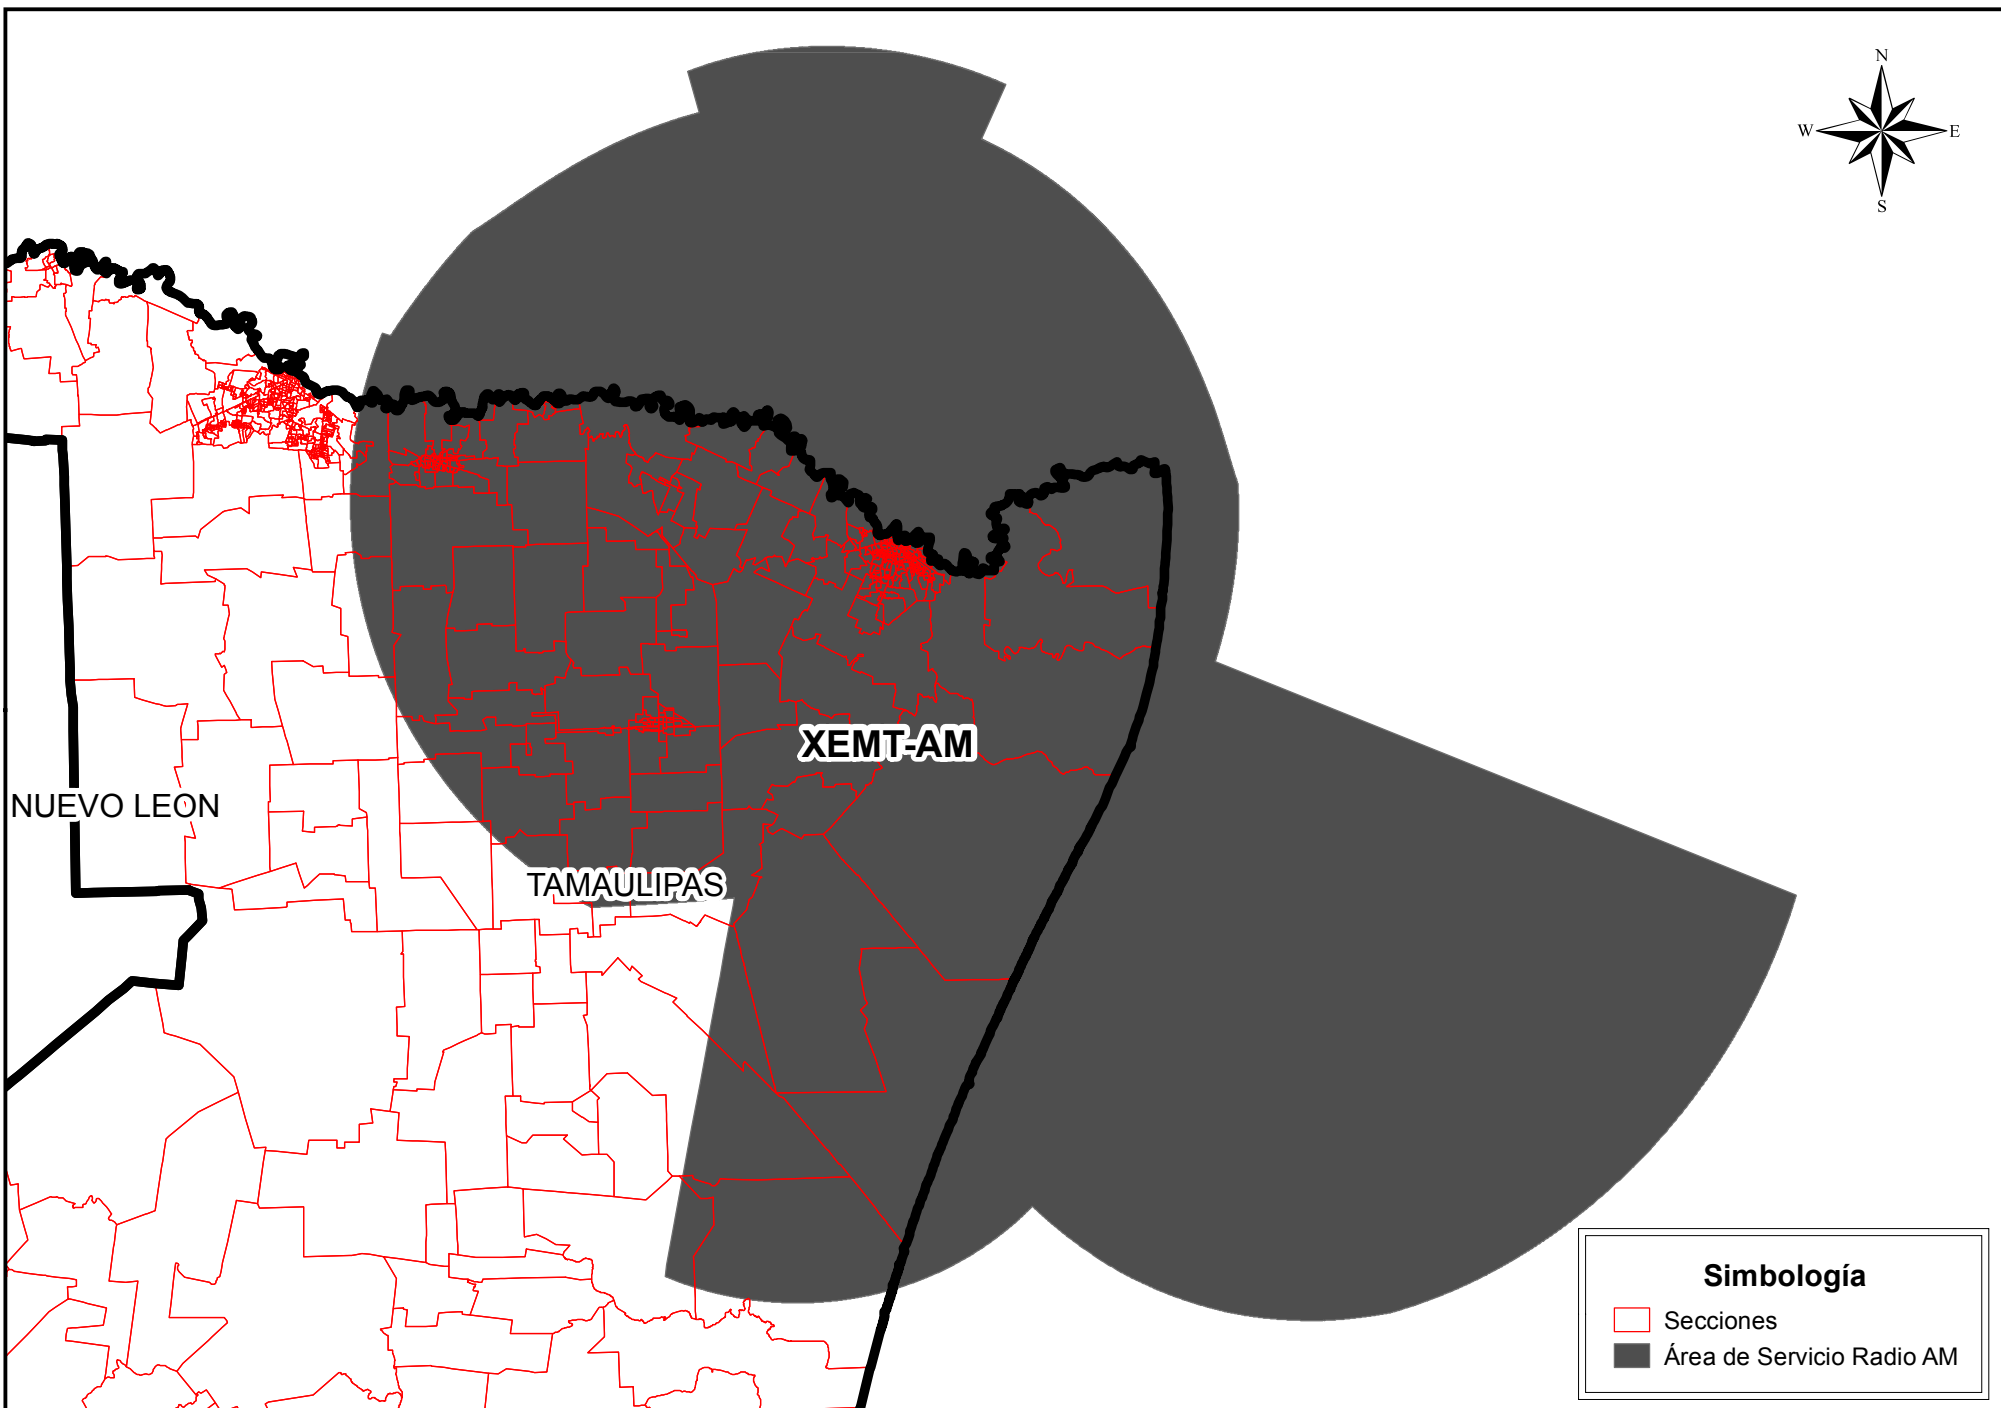 N
W E
S
XEMT-AM
NUEVO LEON
TAMAULIPAS
Simbología
Secciones
Área de Servicio Radio AM